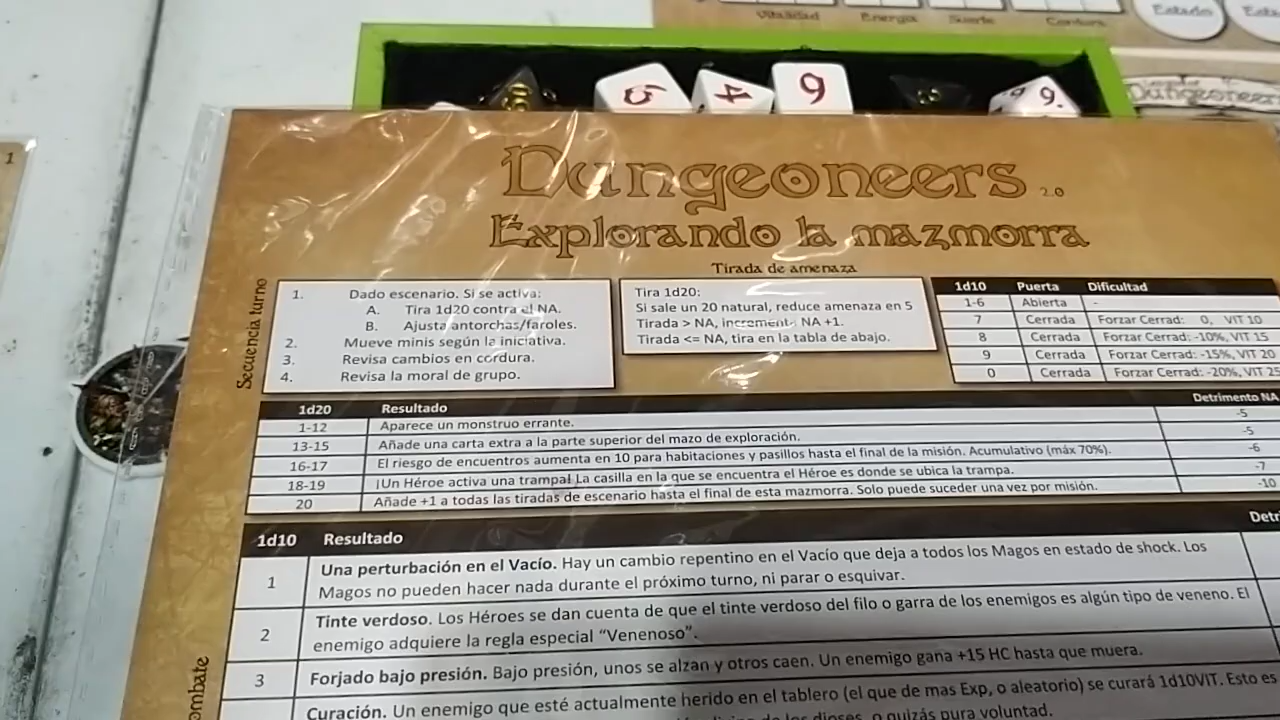 Vitalidad Energía Suerte Cordura
Estado
Dungeoneer
6 4 6 8 9.
1
Dungeoneers 2.0
Explorando la mazmorra
Tirada de amenaza
Secuencia turno
1. Dado escenario. Si se activa:
A. Tira 1d20 contra el NA.
B. Ajusta antorchas/faroles.
2. Mueve minis según la iniciativa.
3. Revisa cambios en cordura.
4. Revisa la moral de grupo.
Tira 1d20:
Si sale un 20 natural, reduce amenaza en 5
Tirada > NA, increment NA +1.
Tirada <= NA, tira en la tabla de abajo.
1d10 Puerta Dificultad
1-6 Abierta -
7 Cerrada Forzar Cerrad: 0, VIT 10
8 Cerrada Forzar Cerrad: -10%, VIT 15
9 Cerrada Forzar Cerrad: -15%, VIT 20
0 Cerrada Forzar Cerrad: -20%, VIT 25
1d20 Resultado Detrimento NA
1-12 Aparece un monstruo errante. -5
13-15 Añade una carta extra a la parte superior del mazo de exploración. -5
16-17 El riesgo de encuentros aumenta en 10 para habitaciones y pasillos hasta el final de la misión. Acumulativo (máx 70%). -6
18-19 ¡Un Héroe activa una trampa! La casilla en la que se encuentra el Héroe es donde se ubica la trampa. -7
20 Añade +1 a todas las tiradas de escenario hasta el final de esta mazmorra. Solo puede suceder una vez por misión. -10
1d10 Resultado Detri
1 Una perturbación en el Vacío. Hay un cambio repentino en el Vacío que deja a todos los Magos en estado de shock. Los
Magos no pueden hacer nada durante el próximo turno, ni parar o esquivar.
2 Tinte verdoso. Los Héroes se dan cuenta de que el tinte verdoso del filo o garra de los enemigos es algún tipo de veneno. El
enemigo adquiere la regla especial “Venenoso”.
3 Forjado bajo presión. Bajo presión, unos se alzan y otros caen. Un enemigo gana +15 HC hasta que muera.
ombate
Curación. Un enemigo que esté actualmente herido en el tablero (el de mas Exp, o aleatorio) se curará 1d10VIT. Esto es
de los dioses, o quizás pura voluntad.